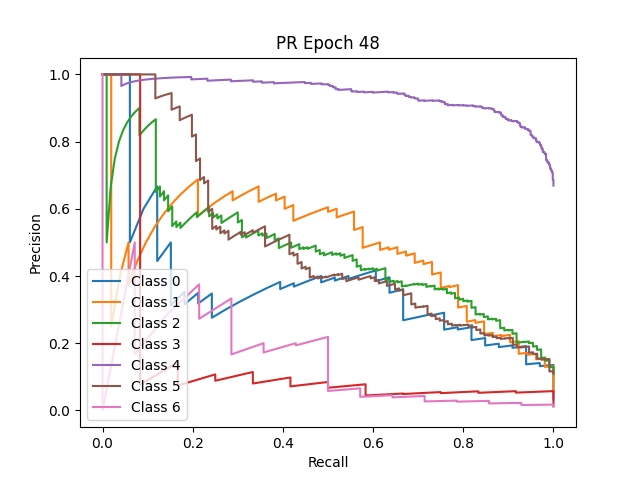 PR Epoch 48
Precision
1.0
0.8
0.6
0.4
0.2
0.0
Class 0
Class 1
Class 2
Class 3
Class 4
Class 5
Class 6
0.0 0.2 0.4 0.6 0.8 1.0
Recall